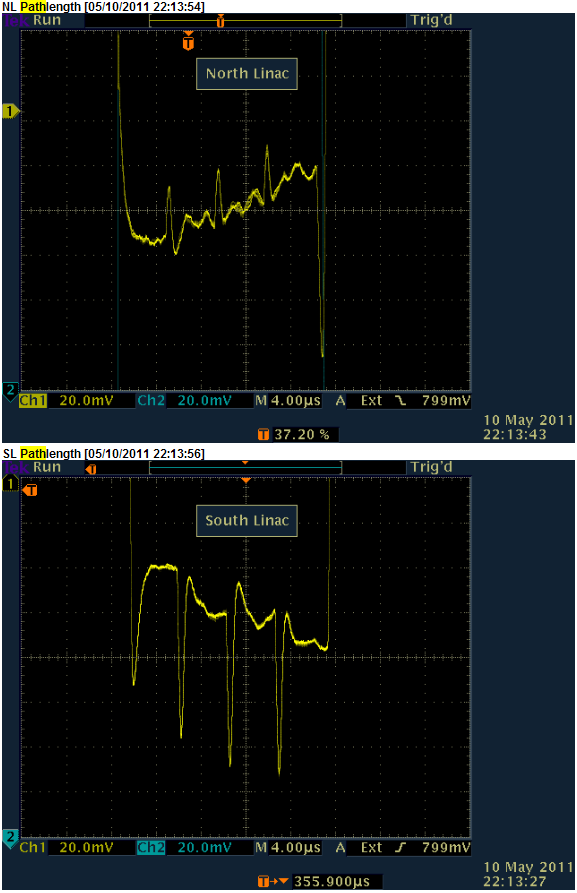 NL Pathlength [05/10/2011 22:13:54]
Tek Run Trig'd
T
T
North Linac
1
2
Ch1 20.0mV Ch2 20.0mV M 4.00µs A Ext 799mV
T 37.20 %
10 May 2011
22:13:43
SL Pathlength [05/10/2011 22:13:56]
Tek Run T Trig'd
1 T
South Linac
2
Ch1 20.0mV Ch2 20.0mV M 4.00µs A Ext 799mV
T 355.900µs
10 May 2011
22:13:27